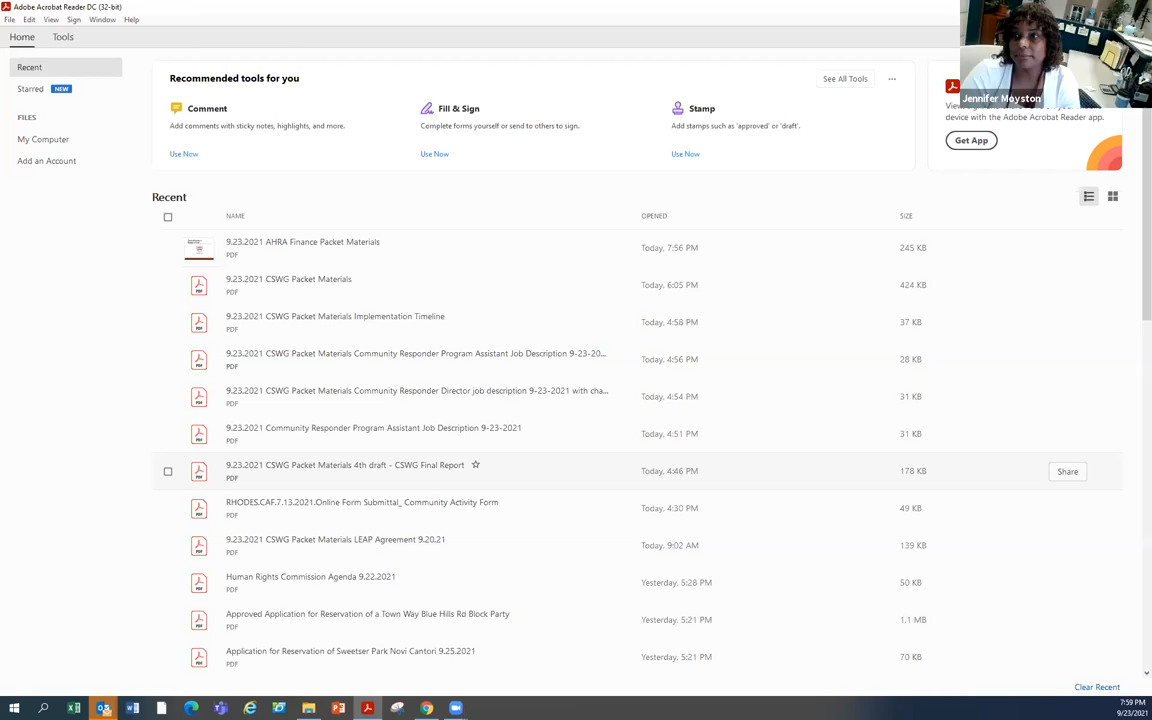 Adobe Acrobat Reader DC (32-bit)
File Edit View Sign Window Help
Home Tools
Recent
Starred NEW
FILES
My Computer
Add an Account
Recommended tools for you
See All Tools
Comment
Add comments with sticky notes, highlights, and more.
Use Now
Fill & Sign
Complete forms yourself or send to others to sign.
Use Now
Stamp
Add stamps such as 'approved' or 'draft'.
Use Now
Jennifer Moyston
device with the Adobe Acrobat Reader app.
Get App
Recent
NAME OPENED SIZE
9.23.2021 AHRA Finance Packet Materials
PDF
Today, 7:56 PM 245 KB
9.23.2021 CSWG Packet Materials
PDF
Today, 6:05 PM 424 KB
9.23.2021 CSWG Packet Materials Implementation Timeline
PDF
Today, 4:58 PM 37 KB
9.23.2021 CSWG Packet Materials Community Responder Program Assistant Job Description 9-23-20...
PDF
Today, 4:56 PM 28 KB
9.23.2021 CSWG Packet Materials Community Responder Director job description 9-23-2021 with cha...
PDF
Today, 4:54 PM 31 KB
9.23.2021 Community Responder Program Assistant Job Description 9-23-2021
PDF
Today, 4:51 PM 31 KB
9.23.2021 CSWG Packet Materials 4th draft - CSWG Final Report
PDF
Today, 4:46 PM 178 KB Share
RHODES.CAF.7.13.2021.Online Form Submittal_ Community Activity Form
PDF
Today, 4:30 PM 49 KB
9.23.2021 CSWG Packet Materials LEAP Agreement 9.20.21
PDF
Today, 9:02 AM 139 KB
Human Rights Commission Agenda 9.22.2021
PDF
Yesterday, 5:28 PM 50 KB
Approved Application for Reservation of a Town Way Blue Hills Rd Block Party
PDF
Yesterday, 5:21 PM 1.1 MB
Application for Reservation of Sweetser Park Novi Cantori 9.25.2021
PDF
Yesterday, 5:21 PM 70 KB
Clear Recent
7:59 PM
9/23/2021